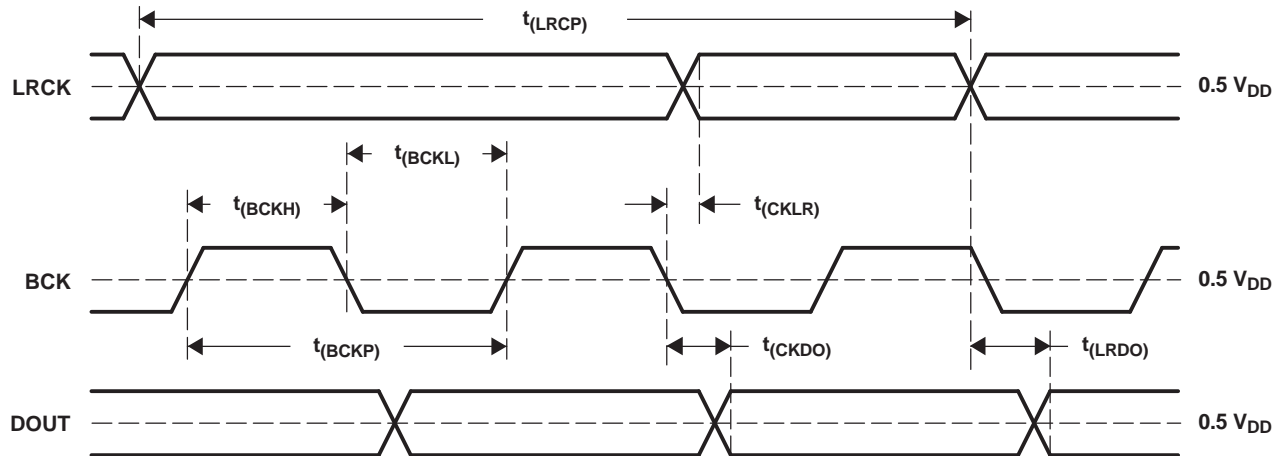 t(LRCP)
LRCK
0.5 VDD
t(BCKL)
t(BCKH)
t(CKLR)
BCK
0.5 VDD
t(BCKP)
t(CKDO)
t(LRDO)
DOUT
0.5 VDD